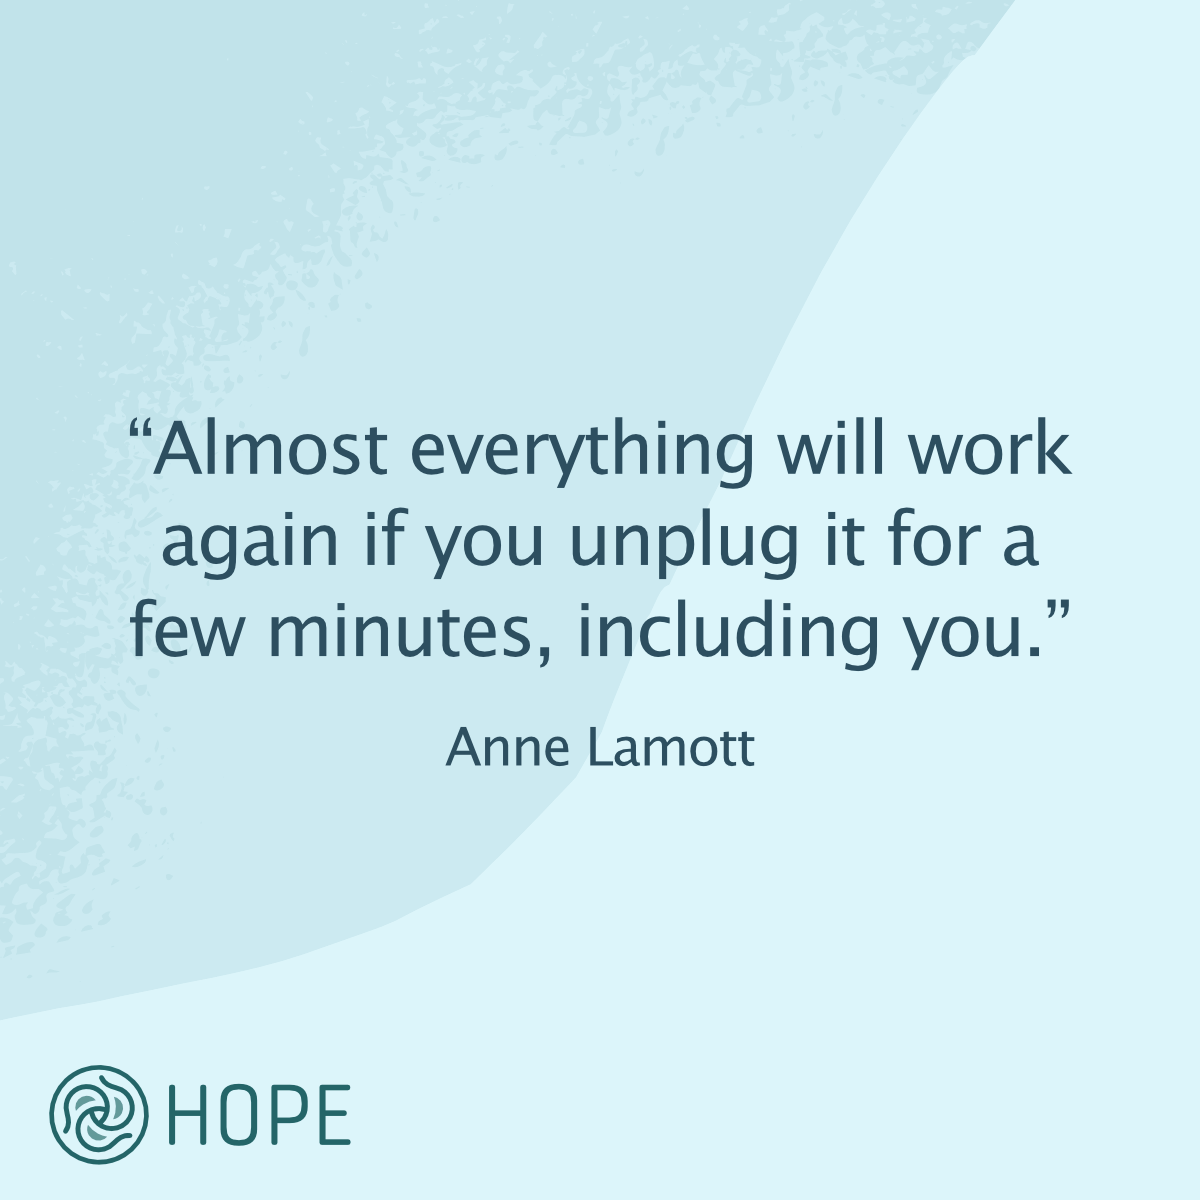 “Almost everything will work
again if you unplug it for a
few minutes, including you.”
Anne Lamott
HOPE